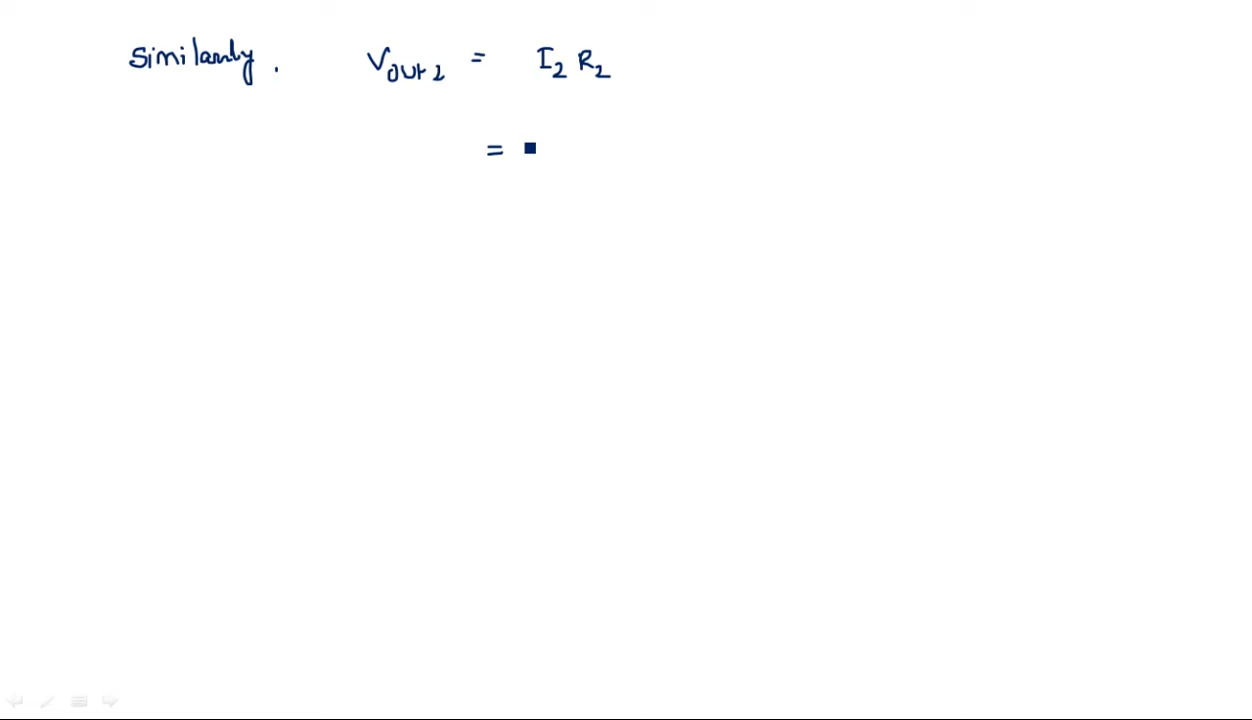 Similarly. Vout2 = I2 R2
=